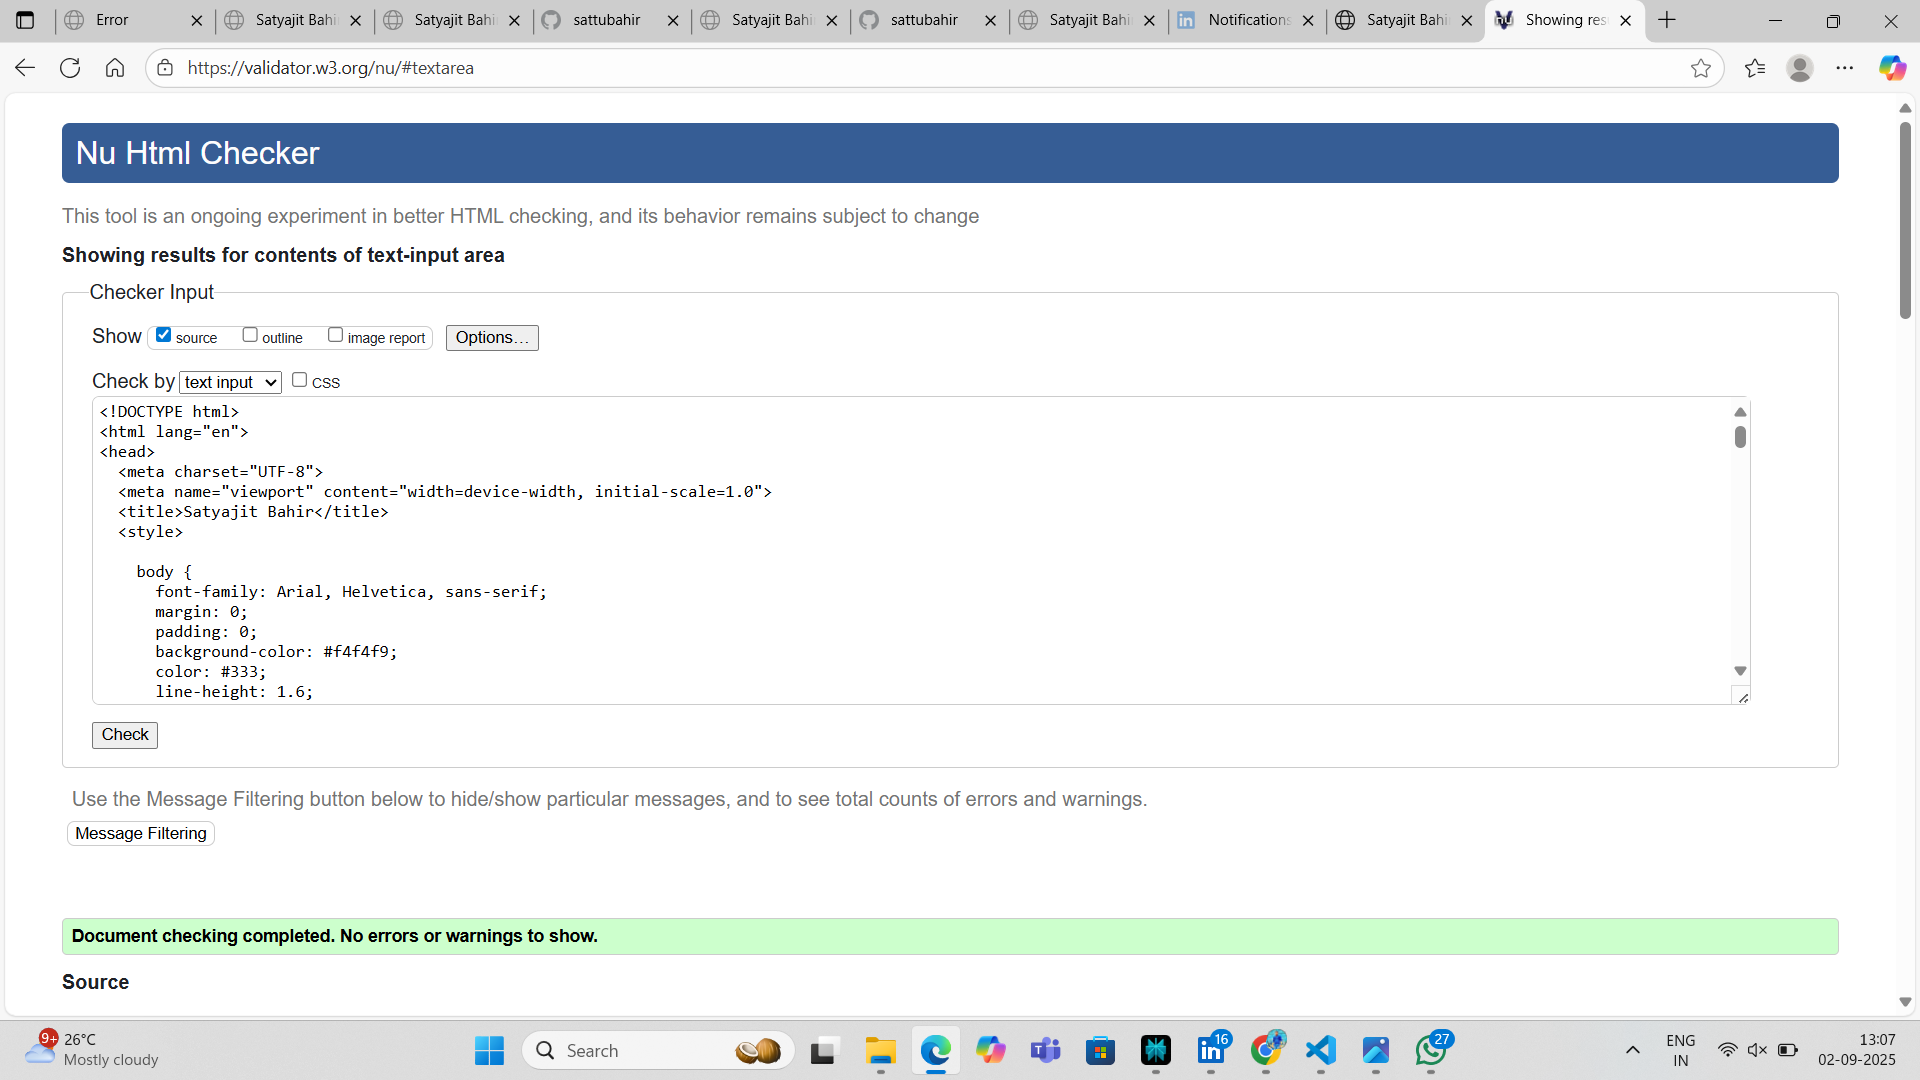 Error
Satyajit Bahi
Satyajit Bahi
sattubahir
Satyajit Bahi
sattubahir
Satyajit Bahi
Notifications
Satyajit Bahi
Showing res
https://validator.w3.org/nu/#textarea
Nu Html Checker
This tool is an ongoing experiment in better HTML checking, and its behavior remains subject to change
Showing results for contents of text-input area
Checker Input
Show source outline image report Options…
Check by text input CSS
<!DOCTYPE html>
<html lang="en">
<head>
<meta charset="UTF-8">
<meta name="viewport" content="width=device-width, initial-scale=1.0">
<title>Satyajit Bahir</title>
<style>
body {
font-family: Arial, Helvetica, sans-serif;
margin: 0;
padding: 0;
background-color: #f4f4f9;
color: #333;
line-height: 1.6;
Check
Use the Message Filtering button below to hide/show particular messages, and to see total counts of errors and warnings.
Message Filtering
Document checking completed. No errors or warnings to show.
Source
9+
26°C
Mostly cloudy
Search
16
27
ENG
IN
13:07
02-09-2025